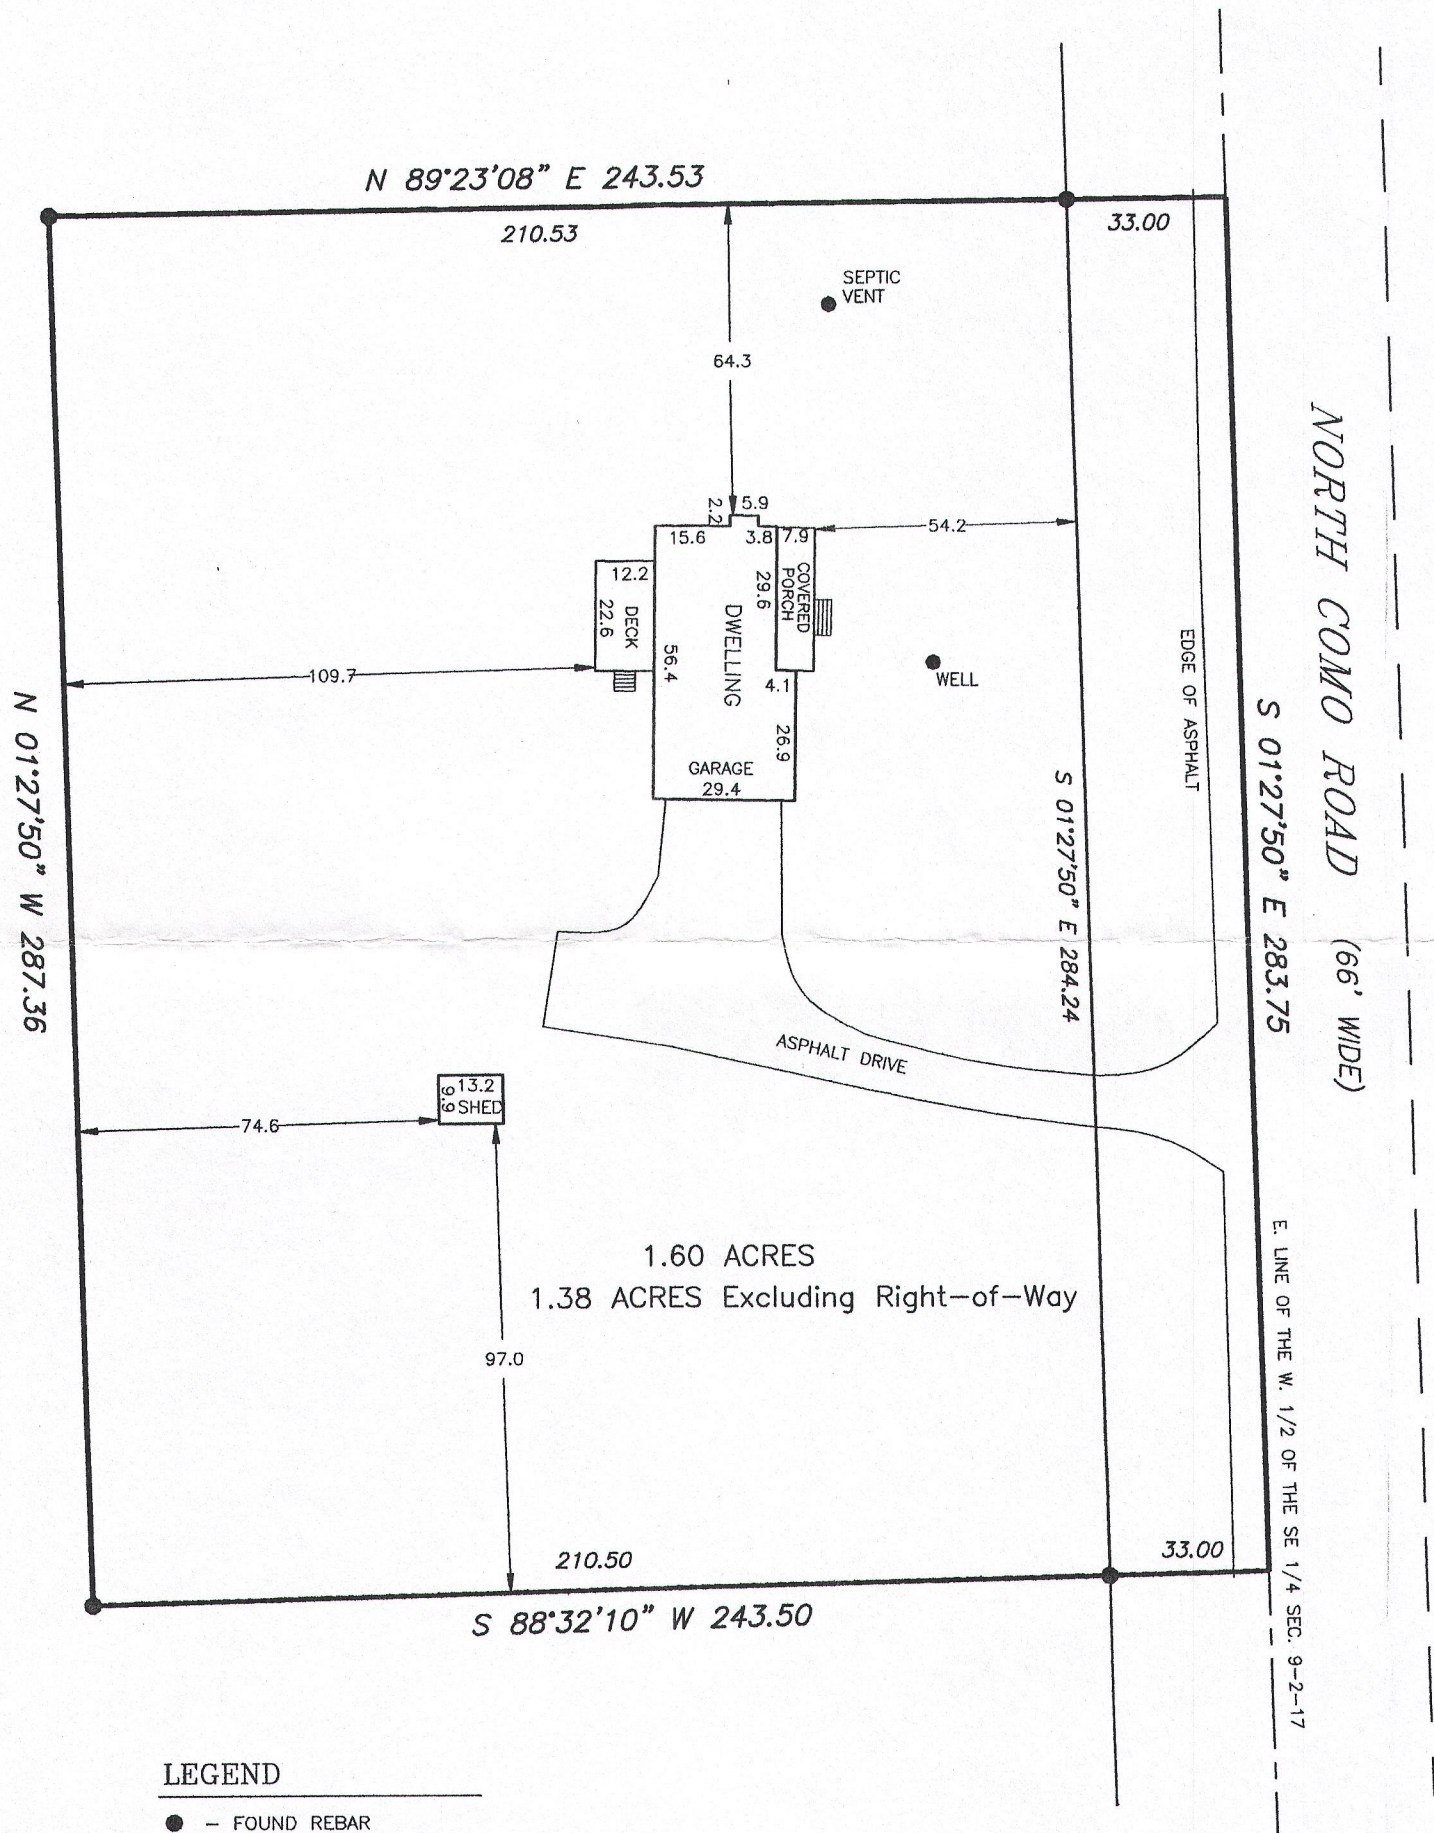 N 89°23'08" E 243.53
210.53
33.00
SEPTIC
VENT
64.3
NORTH COMO ROAD (66' WIDE)
5.9
2.2
15.6
3.8
7.9
54.2
12.2
DECK
22.6
COVERED
PORCH
29.6
DWELLING
56.4
4.1
26.9
WELL
EDGE OF ASPHALT
109.7
GARAGE
29.4
S 01°27'50" E 283.75
S 01°27'50" E 284.24
N 01°27'50" W 287.36
ASPHALT DRIVE
13.2
9.9
SHED
74.6
1.60 ACRES
1.38 ACRES Excluding Right-of-Way
97.0
E. LINE OF THE W. 1/2 OF THE SE 1/4 SEC. 9-2-17
210.50
33.00
S 88°32'10" W 243.50
LEGEND
● - FOUND REBAR